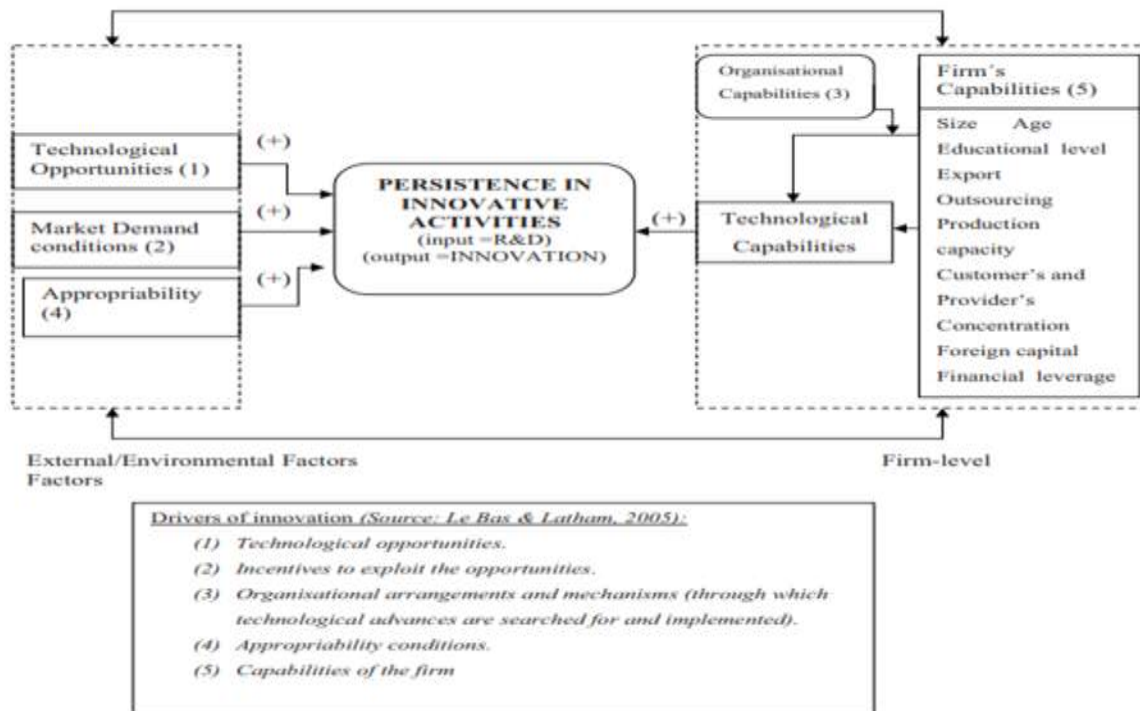 Technological
Opportunities (1)
Market Demand
conditions (2)
Appropriability
(4)
(+)
(+)
(+)
PERSISTENCE IN
INNOVATIVE
ACTIVITIES
(input =R&D)
(output =INNOVATION)
(+)
Organisational
Capabilities (3)
Technological
Capabilities
Firm´s
Capabilities (5)
Size Age
Educational level
Export
Outsourcing
Production
capacity
Customer's and
Provider's
Concentration
Foreign capital
Financial leverage
External/Environmental Factors Firm-level
Factors
Drivers of innovation (Source: Le Bas & Latham, 2005):
(1) Technological opportunities.
(2) Incentives to exploit the opportunities.
(3) Organisational arrangements and mechanisms (through which
technological advances are searched for and implemented).
(4) Appropriability conditions.
(5) Capabilities of the firm